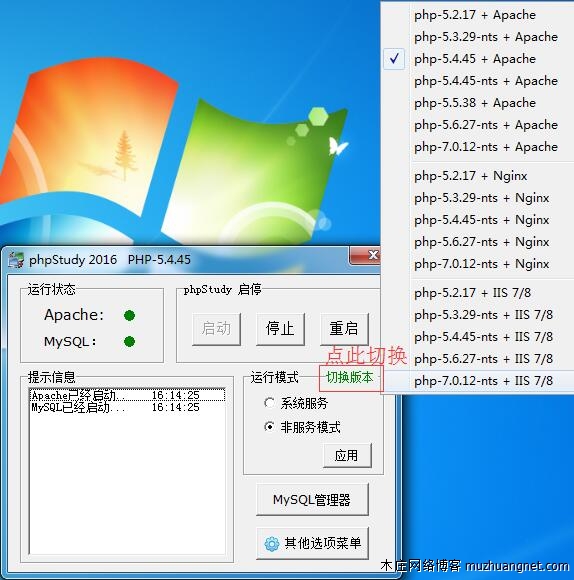 php-5.2.17 + Apache
php-5.3.29-nts + Apache
php-5.4.45 + Apache
php-5.4.45-nts + Apache
php-5.5.38 + Apache
php-5.6.27-nts + Apache
php-7.0.12-nts + Apache
php-5.2.17 + Nginx
php-5.3.29-nts + Nginx
php-5.4.45-nts + Nginx
php-5.6.27-nts + Nginx
php-7.0.12-nts + Nginx
php-5.2.17 + IIS 7/8
php-5.3.29-nts + IIS 7/8
php-5.4.45-nts + IIS 7/8
php-5.6.27-nts + IIS 7/8
php-7.0.12-nts + IIS 7/8
phpStudy 2016 PHP-5.4.45
运行状态
Apache:
MySQL:
phpStudy 启停
启动
停止
重启
点此切换
提示信息
Apache已经启动... 16:14:25
MySQL已经启动... 16:14:25
运行模式
切换版本
系统服务
非服务模式
应用
MySQL管理器
其他选项菜单
木庄网络博客 muzhuangnet.com